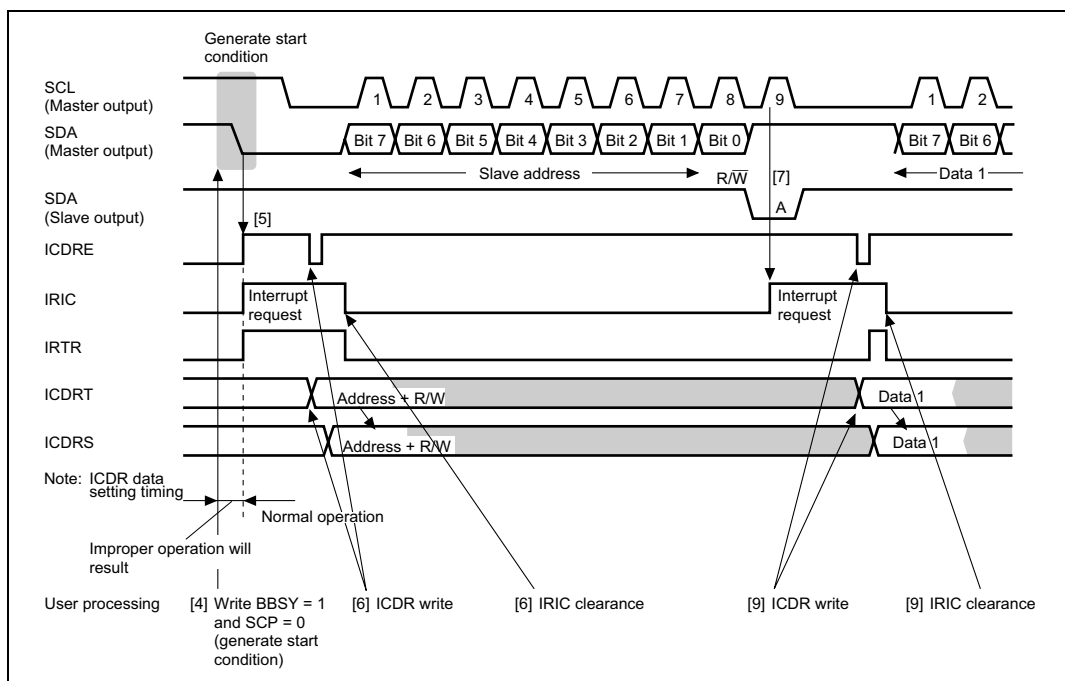 Generate start
condition
SCL
(Master output)
1 2 3 4 5 6 7 8 9 1 2
SDA
(Master output)
Bit 7 Bit 6 Bit 5 Bit 4 Bit 3 Bit 2 Bit 1 Bit 0 Bit 7 Bit 6
Slave address R/W̅ [7] Data 1
SDA
(Slave output)
A
[5]
ICDRE
IRIC
Interrupt
request
Interrupt
request
IRTR
ICDRT
Address + R/W Data 1
ICDRS
Address + R/W Data 1
Note: ICDR data
setting timing
Normal operation
Improper operation will
result
User processing [4] Write BBSY = 1
and SCP = 0
(generate start
condition)
[6] ICDR write [6] IRIC clearance [9] ICDR write [9] IRIC clearance